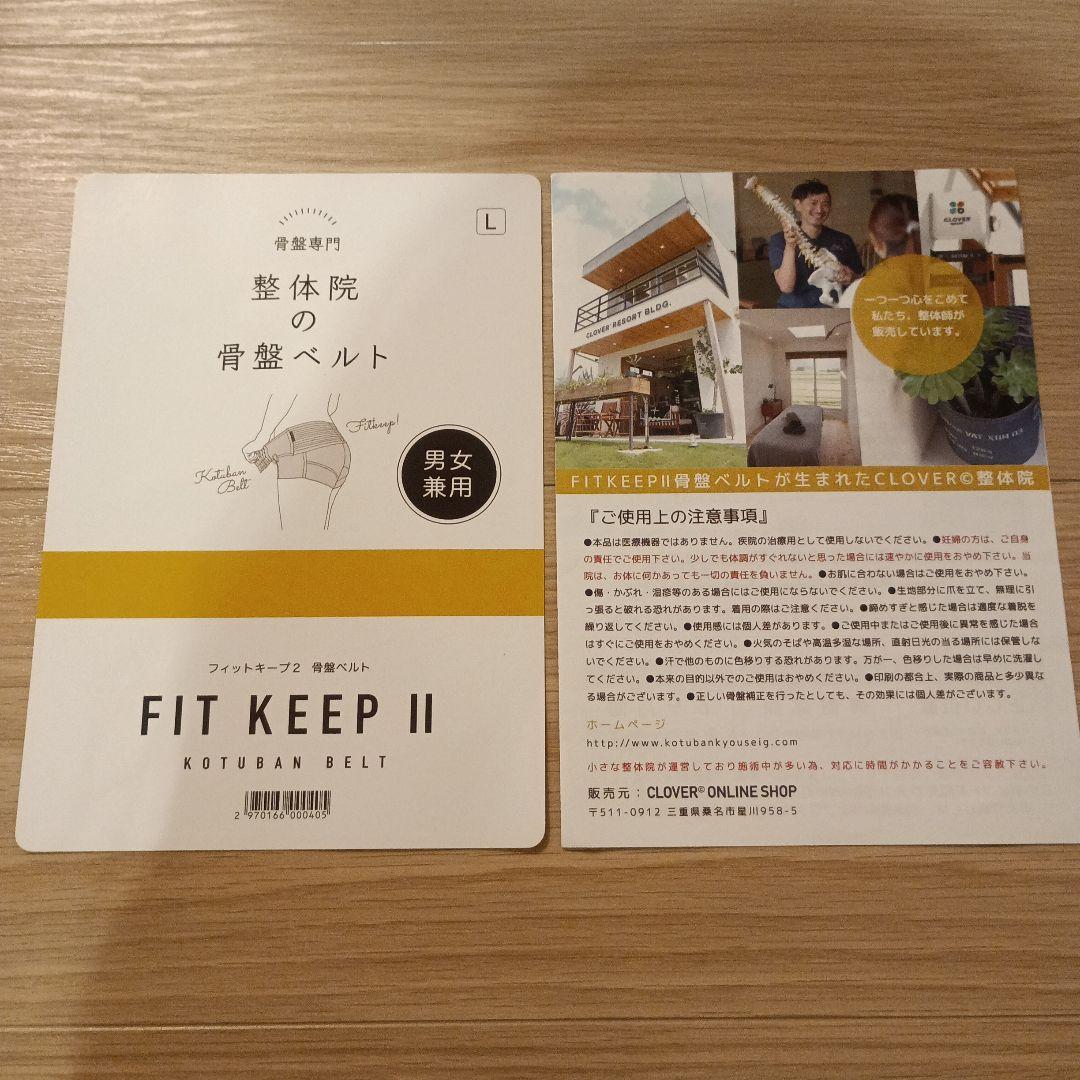 骨盤専門
L
整体院
の
骨盤ベルト
Fitkeep!
Kotuban
Belt
男女
兼用
フィットキープ2 骨盤ベルト
FIT KEEP II
KOTUBAN BELT
2 970166 000405
CLOVER
CLOVER RESORT BLDG.
一つ一つ心をこめて
私たち、整体師が
販売しています。
FITKEEPII骨盤ベルトが生まれたCLOVER©整体院
『ご使用上の注意事項』
●本品は医療機器ではありません。疾院の治療用として使用しないでください。●妊婦の方は、ご自身
の責任でご使用下さい。少しでも体調がすぐれないと思った場合には速やかに使用をおやめ下さい。当
院は、お体に何かあっても一切の責任を負いません。●お肌に合わない場合はご使用をおやめ下さい。
●傷・かぶれ・湿疹等のある場合にはご使用にならないでください。●生地部分に爪を立て、無理に引
っ張ると破れる恐れがあります。着用の際はご注意ください。●締めすぎと感じた場合は適度な着脱を
繰り返してください。●使用感には個人差があります。●ご使用中またはご使用後に異常を感じた場合
はすぐにご使用をおやめください。●火気のそばや高温多湿な場所、直射日光の当る場所には保管しな
いでください。●汗で他のものに色移りする恐れがあります。万が一、色移りした場合は早めに洗濯し
てください。●本来の目的以外でのご使用はおやめください。●印刷の都合上、実際の商品と多少異な
る場合がございます。●正しい骨盤補正を行ったとしても、その効果には個人差がございます。
ホームページ
http://www.kotubankyouseig.com
小さな整体院が運営しており施術中が多い為、対応に時間がかかることをご容赦下さい。
販売元：CLOVER© ONLINE SHOP
〒511-0912 三重県桑名市星川958-5